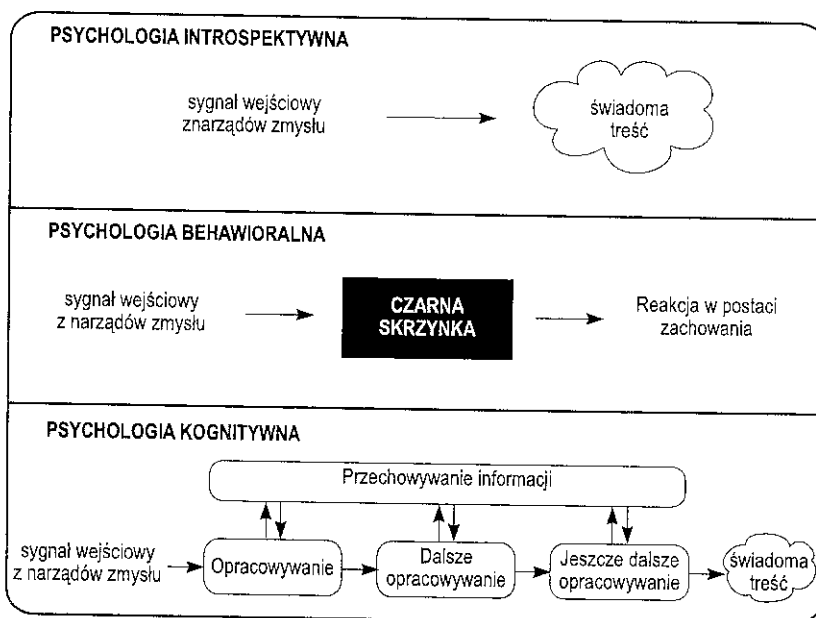 PSYCHOLOGIA INTROSPEKTYWNA
sygnał wejściowy
znarządów zmysłu
świadoma
treść
PSYCHOLOGIA BEHAWIORALNA
sygnał wejściowy
z narządów zmysłu
CZARNA
SKRZYNKA
Reakcja w postaci
zachowania
PSYCHOLOGIA KOGNITYWNA
Przechowywanie informacji
sygnał wejściowy
z narządów zmysłu
Opracowywanie
Dalsze
opracowywanie
Jeszcze dalsze
opracowywanie
świadoma
treść